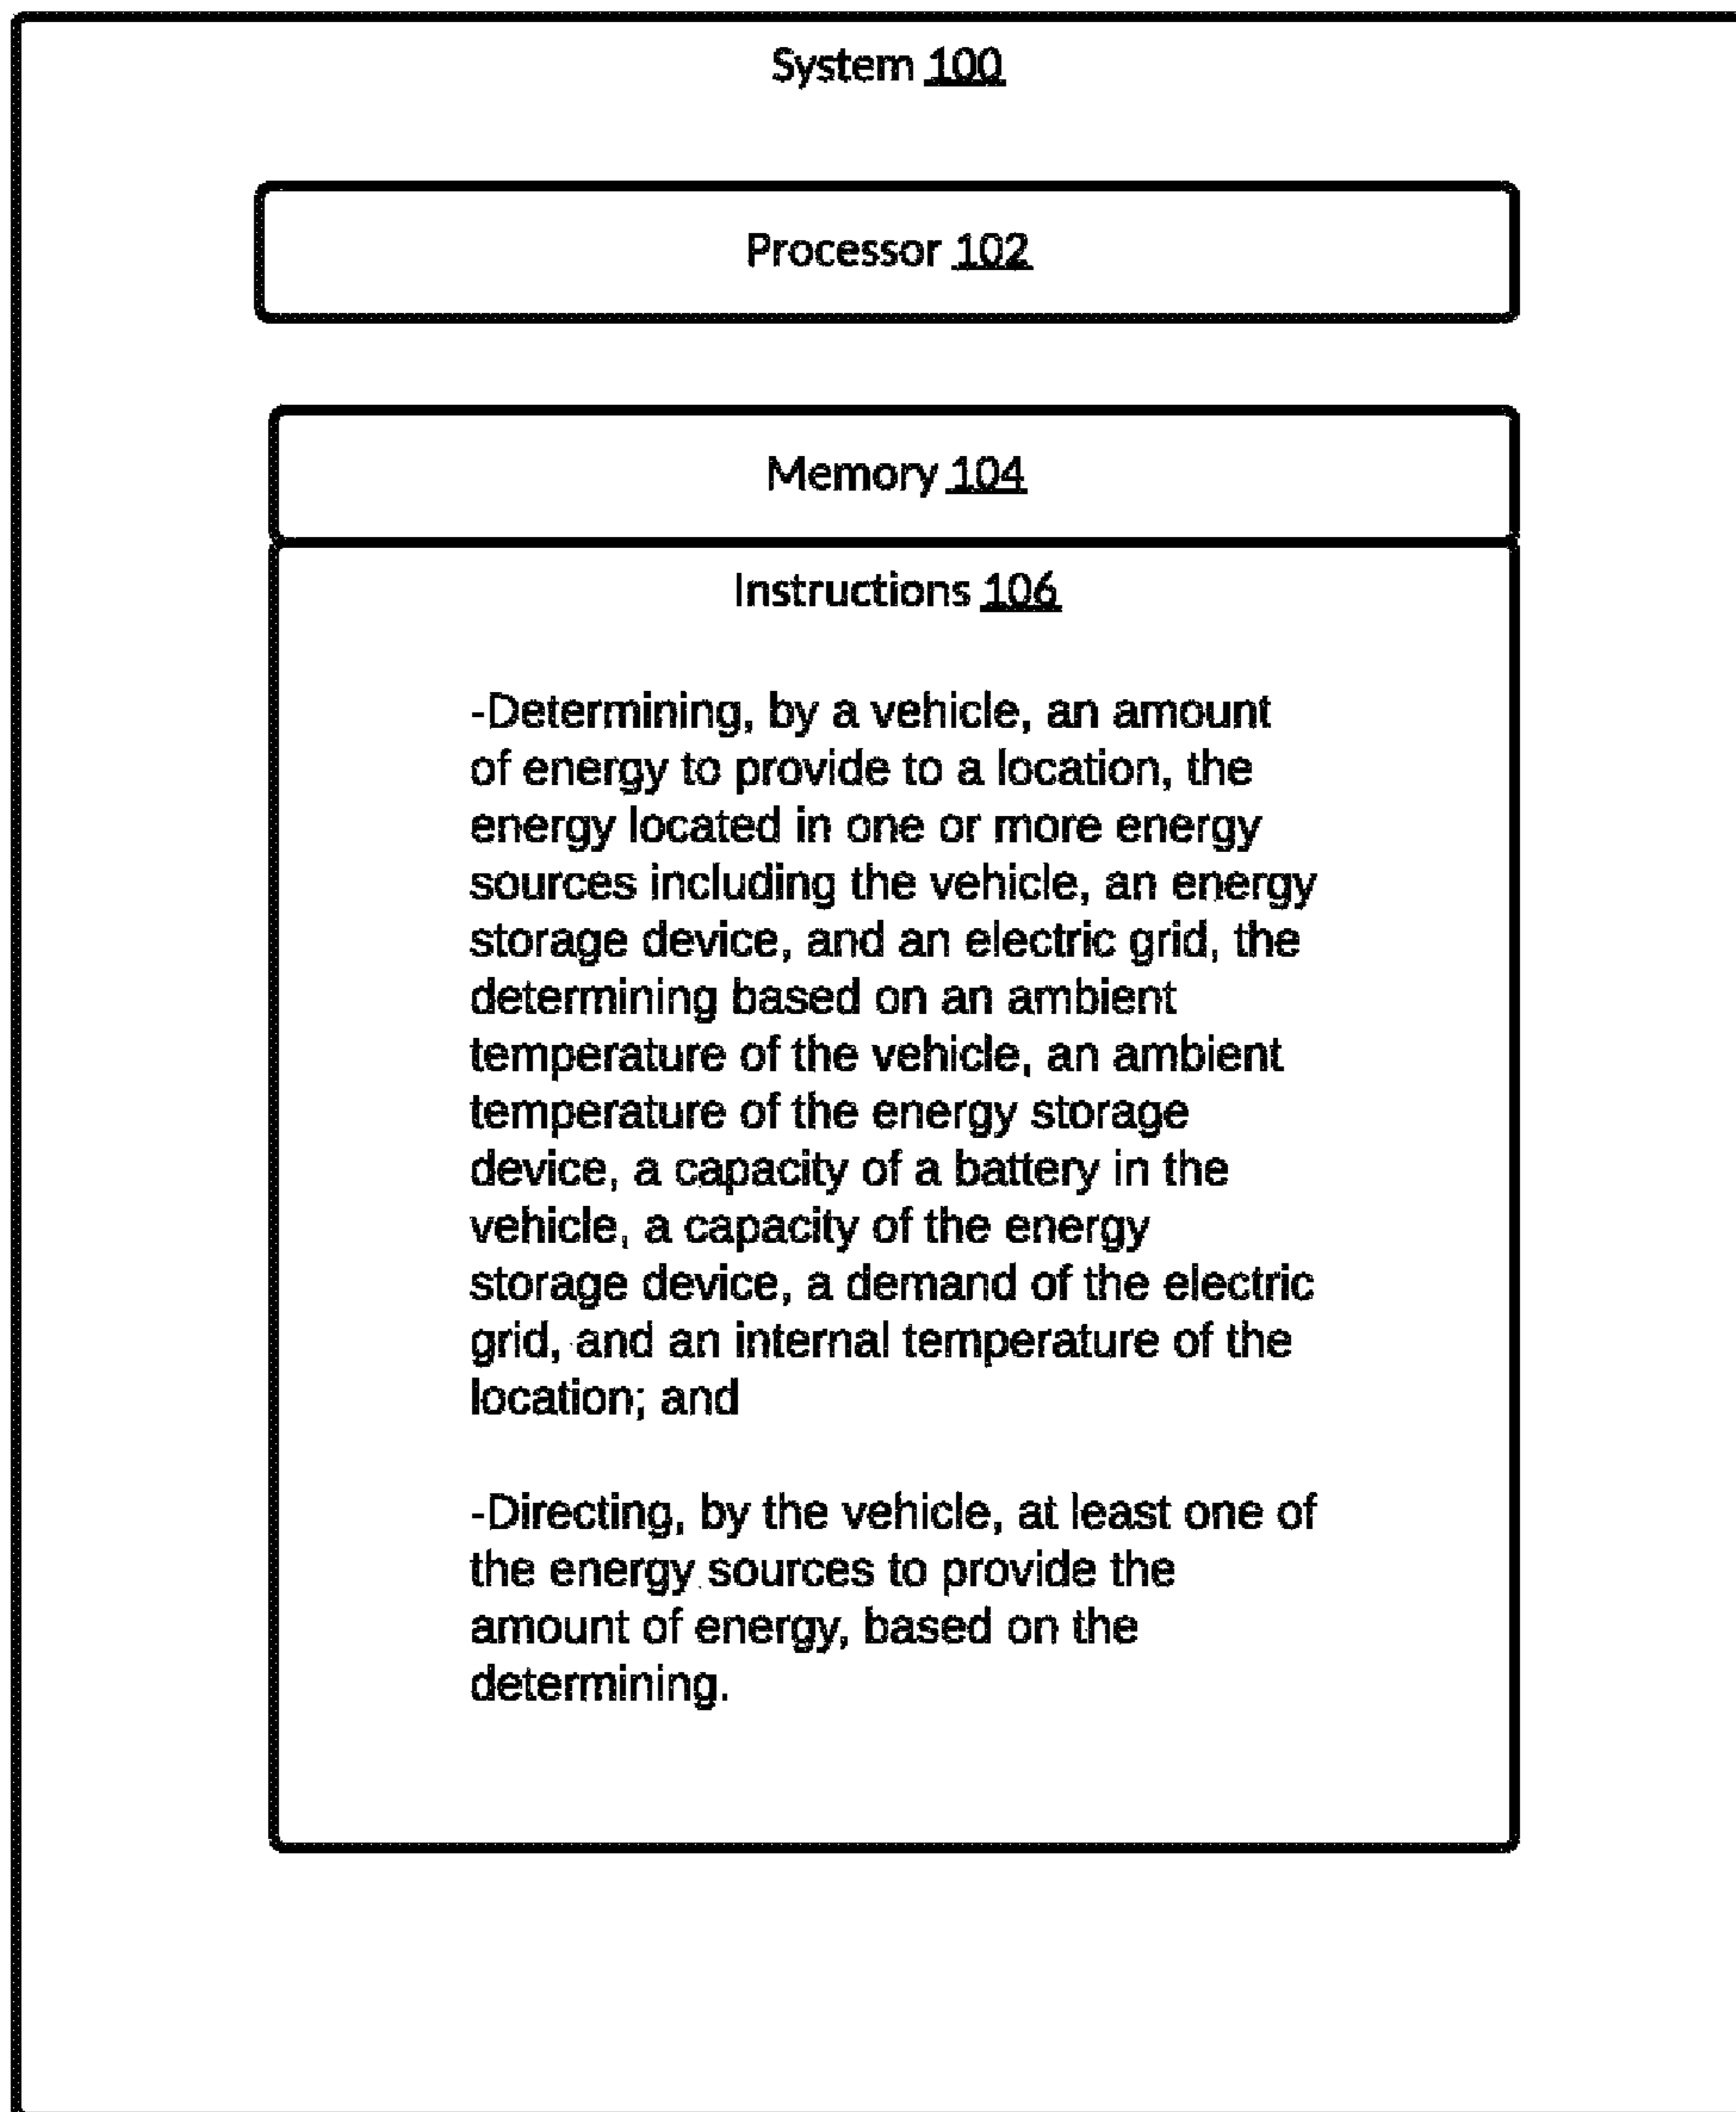 System 100
Processor 102
Memory 104
Instructions 106
-Determining, by a vehicle, an amount
of energy to provide to a location, the
energy located in one or more energy
sources including the vehicle, an energy
storage device, and an electric grid, the
determining based on an ambient
temperature of the vehicle, an ambient
temperature of the energy storage
device, a capacity of a battery in the
vehicle, a capacity of the energy
storage device, a demand of the electric
grid, and an internal temperature of the
location; and
-Directing, by the vehicle, at least one of
the energy sources to provide the
amount of energy, based on the
determining.